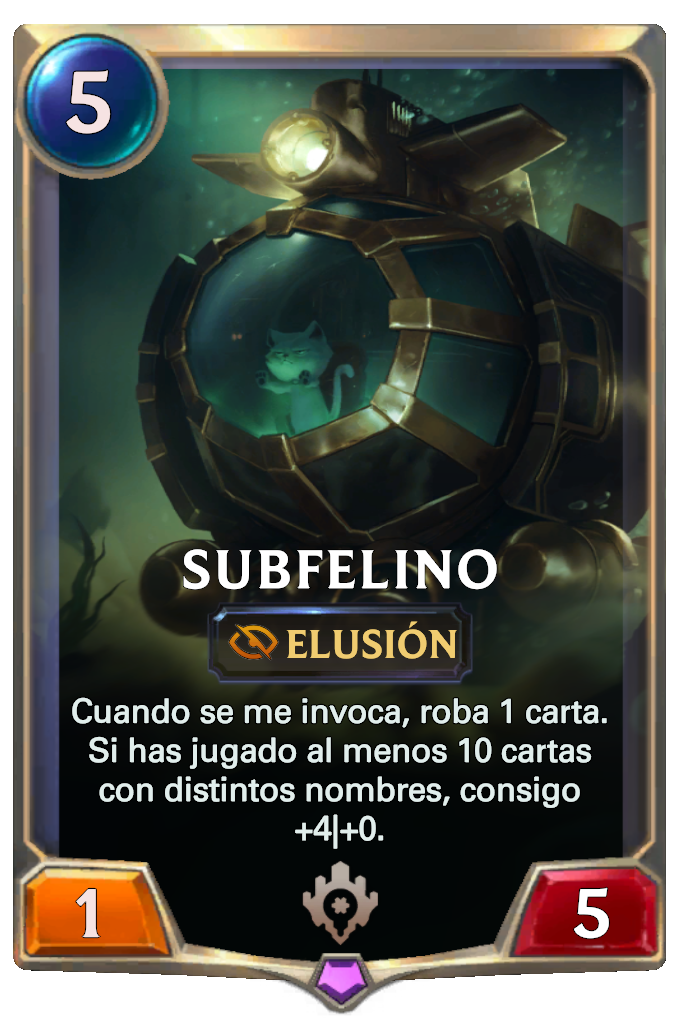 5
SUBFELINO
ELUSIÓN
Cuando se me invoca, roba 1 carta.
Si has jugado al menos 10 cartas
con distintos nombres, consigo
+4|+0.
1
5